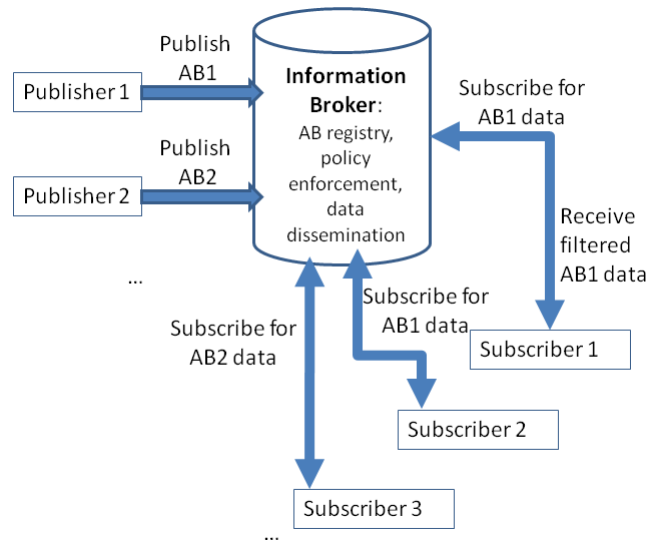 Publish
AB1
Publisher 1
Publish
AB2
Publisher 2
...
Information
Broker:
AB registry,
policy
enforcement,
data
dissemination
Subscribe for
AB1 data
Receive
filtered
AB1 data
Subscriber 1
Subscribe for
AB1 data
Subscriber 2
Subscribe for
AB2 data
Subscriber 3
...